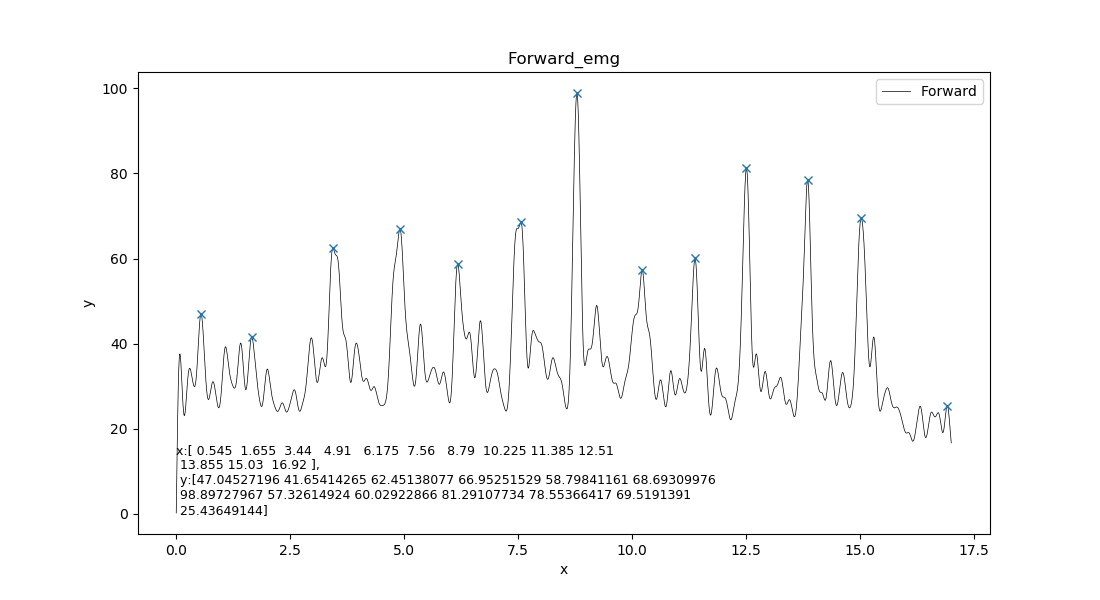 Forward_emg
Forward
100
80
60
40
20
0
y
x:[ 0.545  1.655  3.44   4.91   6.175  7.56   8.79  10.225 11.385 12.51
13.855 15.03  16.92 ],
y:[47.04527196 41.65414265 62.45138077 66.95251529 58.79841161 68.69309976
98.89727967 57.32614924 60.02922866 81.29107734 78.55366417 69.5191391
25.43649144]
0.0 2.5 5.0 7.5 10.0 12.5 15.0 17.5
x